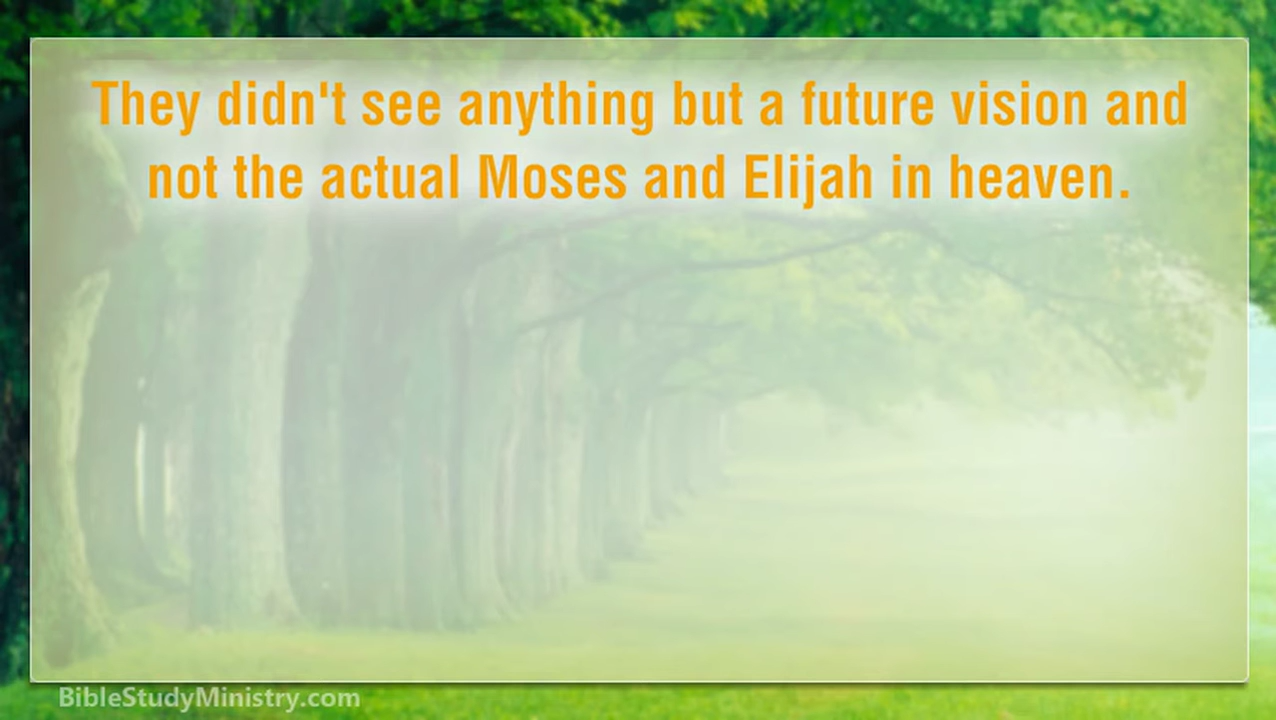 They didn't see anything but a future vision and
not the actual Moses and Elijah in heaven.
BibleStudyMinistry.com